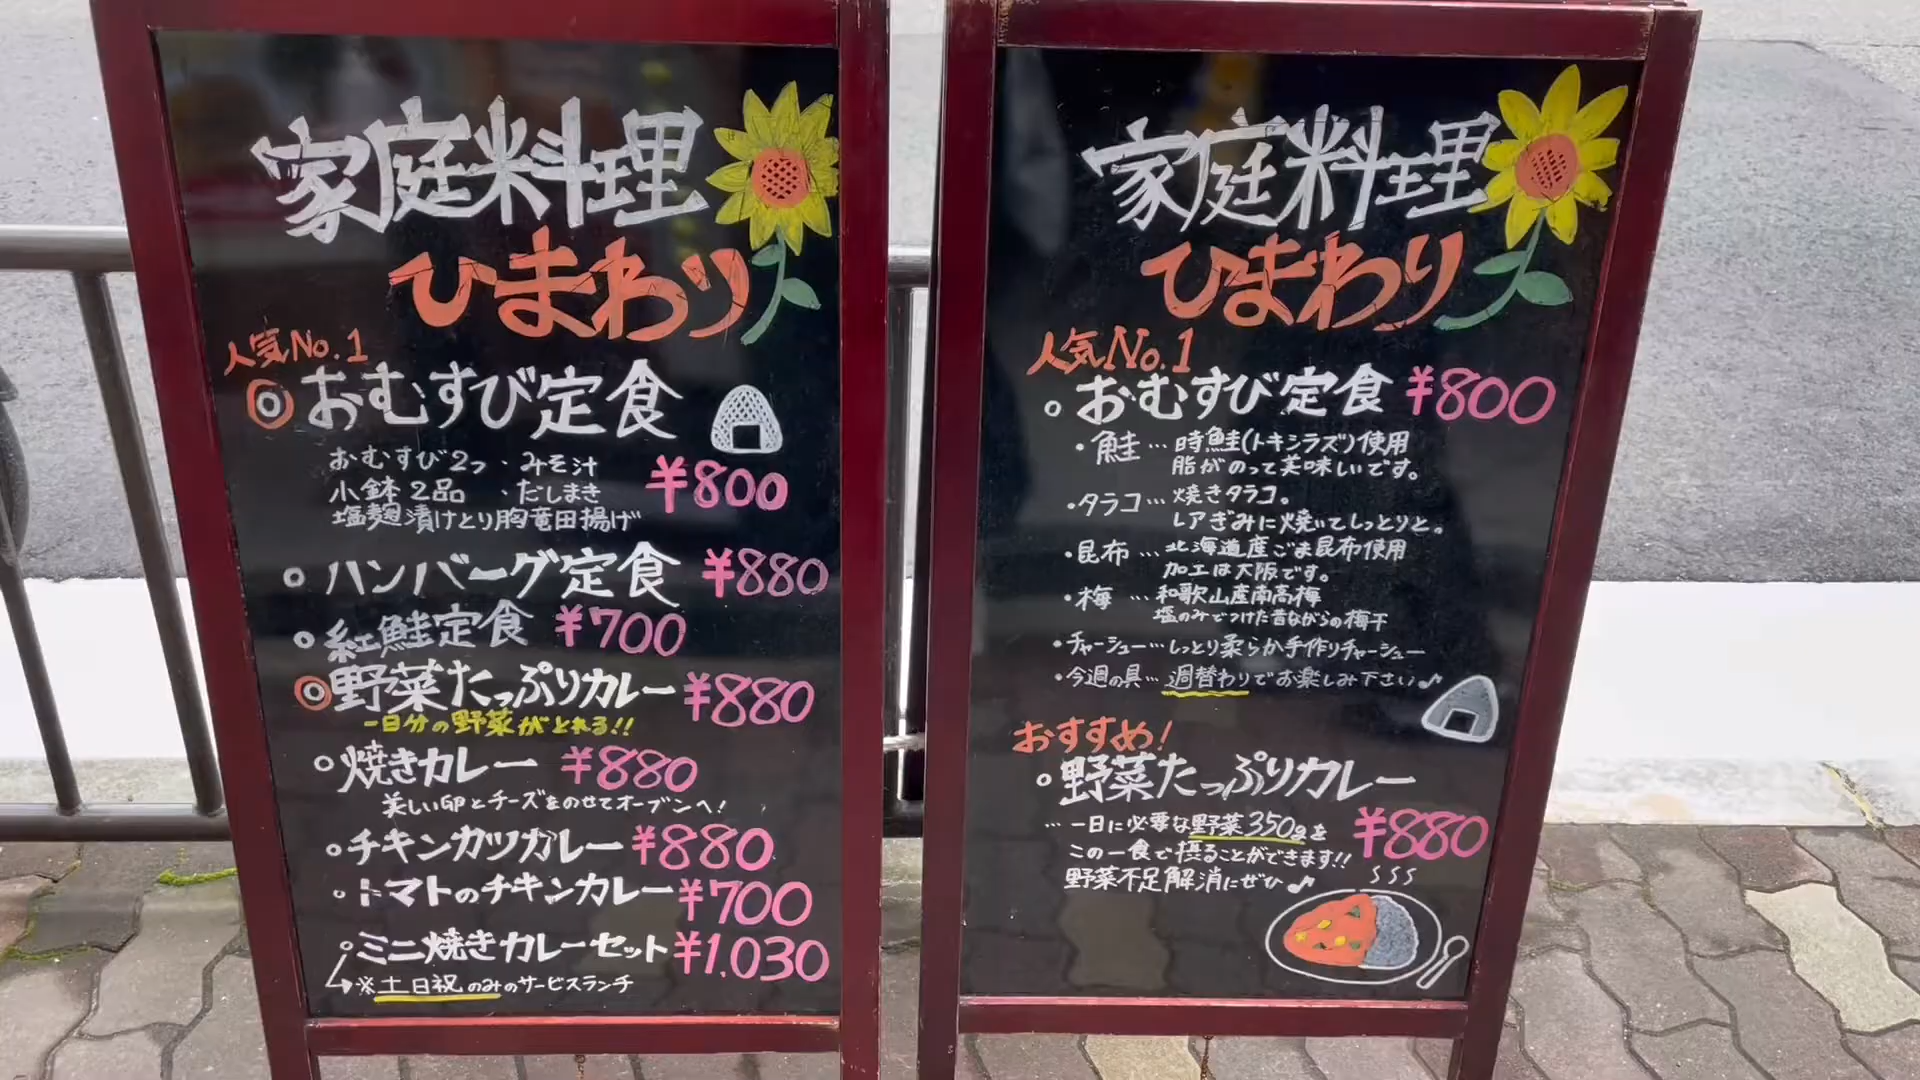 家庭料理
ひまわり
人気No.1
◎おむすび定食
おむすび2つ ・みそ汁
小鉢2品 ・だしまき
塩麹漬けとり胸竜田揚げ
¥800
○ハンバーグ定食 ¥880
○紅鮭定食 ¥700
◎野菜たっぷりカレー ¥880
一日分の野菜がとれる!!
○焼きカレー ¥880
美しい卵とチーズをのせてオーブンへ!
○チキンカツカレー ¥880
○トマトのチキンカレー ¥700
○ミニ焼きカレーセット ¥1,030
※土日祝のみのサービスランチ
家庭料理
ひまわり
人気No.1
○おむすび定食 ¥800
・鮭…時鮭(トキシラズ)使用
脂がのって美味しいです。
・タラコ…焼きタラコ。
レアぎみに焼いてしっとりと。
・昆布…北海道産ごま昆布使用
加工は大阪です。
・梅…和歌山産南高梅
塩のみでつけた昔ながらの梅干
・チャーシュー…しっとり柔らか手作りチャーシュー
・今週の具…週替わりでお楽しみ下さい♪
おすすめ!
○野菜たっぷりカレー
…一日に必要な野菜350gを
この一食で摂ることができます!!
野菜不足解消にぜひ♪
¥880